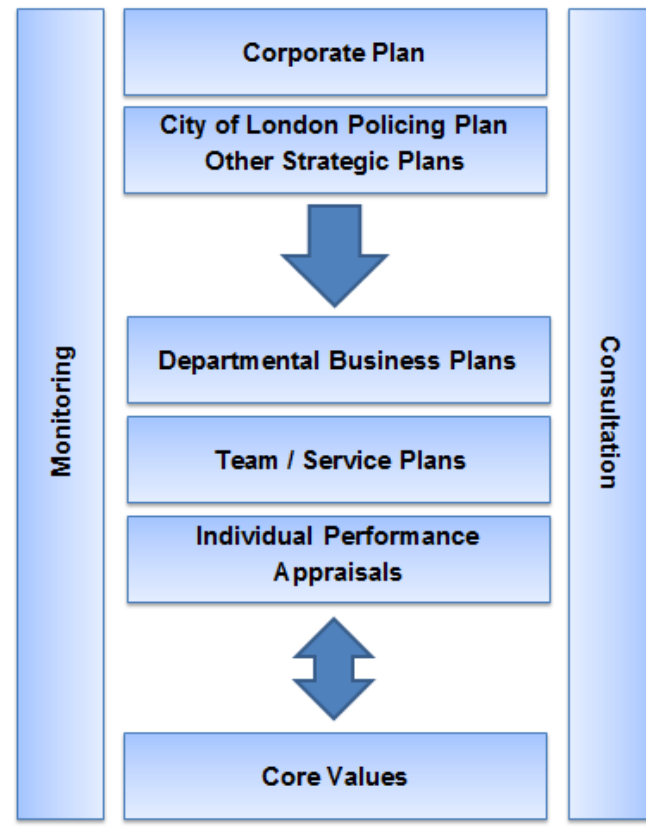 Corporate Plan
City of London Policing Plan
Other Strategic Plans
Departmental Business Plans
Team / Service Plans
Individual Performance
Appraisals
Core Values
Monitoring
Consultation